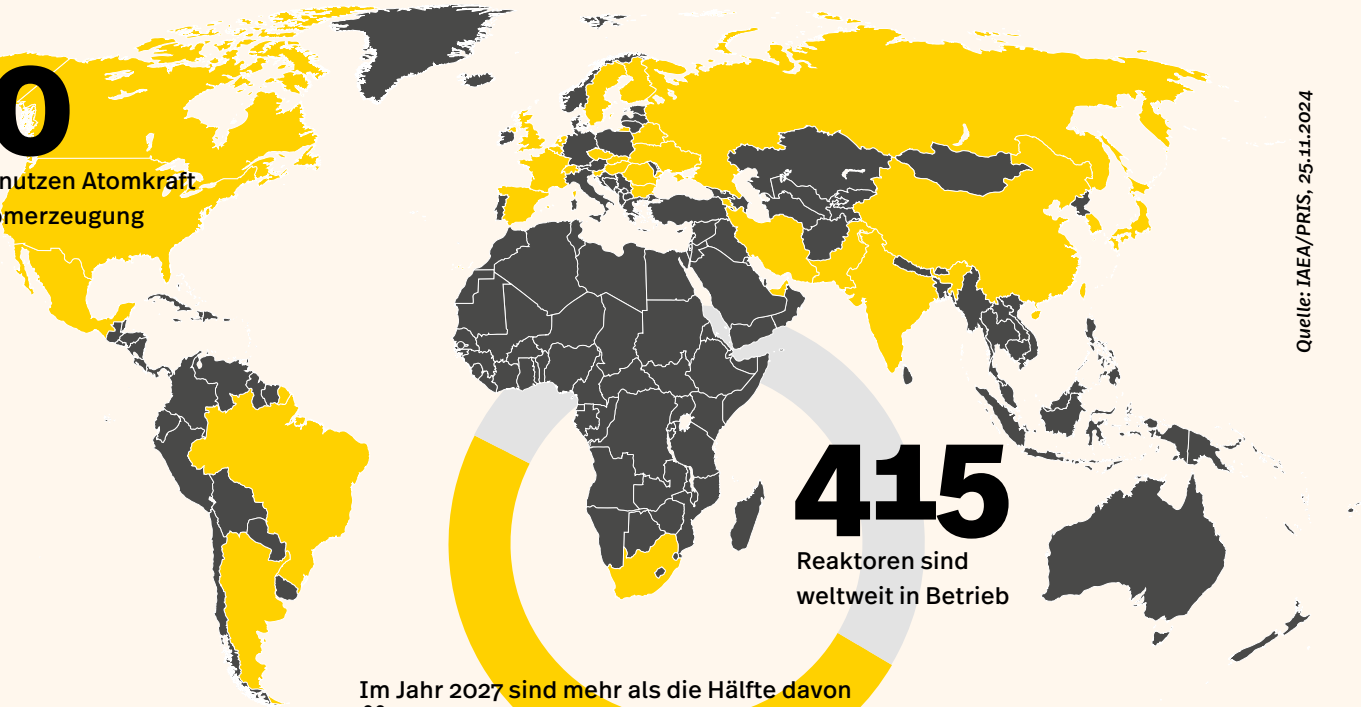 0
nutzen Atomkraft
omerzeugung
Quelle: IAEA/PRIS, 25.11.2024
415
Reaktoren sind
weltweit in Betrieb
Im Jahr 2027 sind mehr als die Hälfte davon